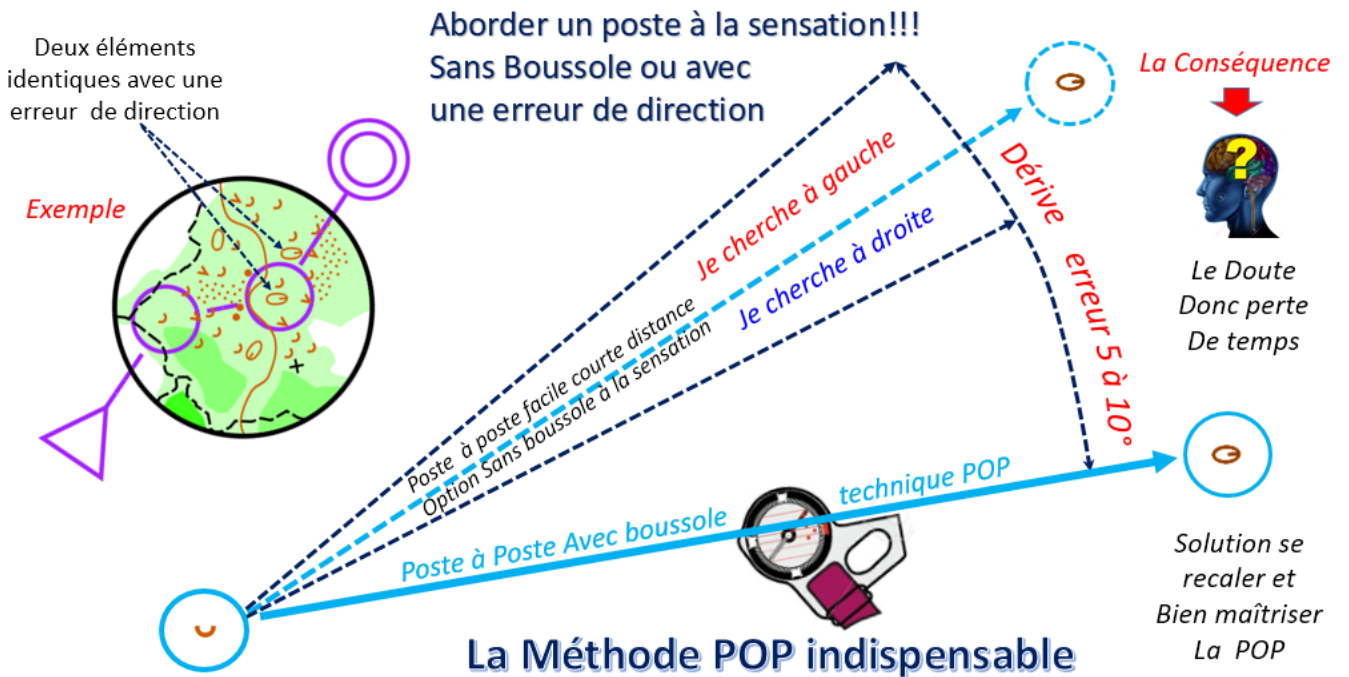 Aborder un poste à la sensation!!!
Sans Boussole ou avec
une erreur de direction
Deux éléments
identiques avec une
erreur de direction
Exemple
La Conséquence
?
Le Doute
Donc perte
De temps
Je cherche à gauche
Je cherche à droite
Dérive erreur 5 à 10°
Poste à poste facile courte distance
Option Sans boussole à la sensation
Poste à Poste Avec boussole
technique POP
Solution se
recaler et
Bien maîtriser
La POP
La Méthode POP indispensable